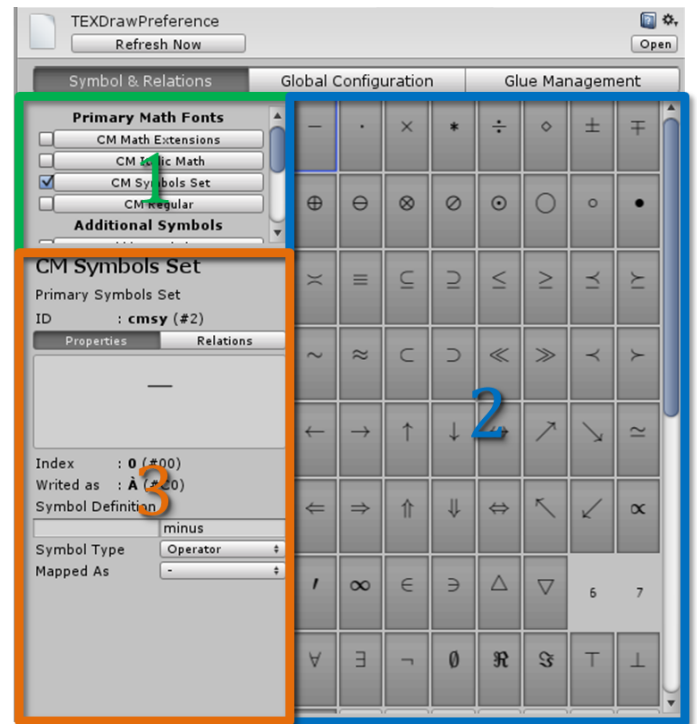 TEXDrawPreference
Refresh Now
Open
Symbol & Relations Global Configuration Glue Management
Primary Math Fonts
CM Math Extensions
CM Italic Math
CM Symbols Set
CM Regular
Additional Symbols
1
CM Symbols Set
Primary Symbols Set
ID : cmsy (#2)
Properties Relations
—
Index : 0 (#00)
Writed as : À (#C0)
Symbol Definition
minus
Symbol Type Operator
Mapped As -
3
− · × * ÷ ⋄ ± ∓
⊕ ⊖ ⊗ ⊘ ⊙ ◯ ∘ •
≍ ≡ ⊆ ⊇ ≤ ≥ ⪯ ⪰
∼ ≈ ⊂ ⊃ ≪ ≫ ≺ ≻
← → ↑ ↓ ↗ ↘ ≃
2
⇐ ⇒ ⇑ ⇓ ⇔ ↖ ↙ ∝
′ ∞ ∈ ∋ △ ▽ 6 7
∀ ∃ ¬ ∅ ℜ ℑ ⊤ ⊥